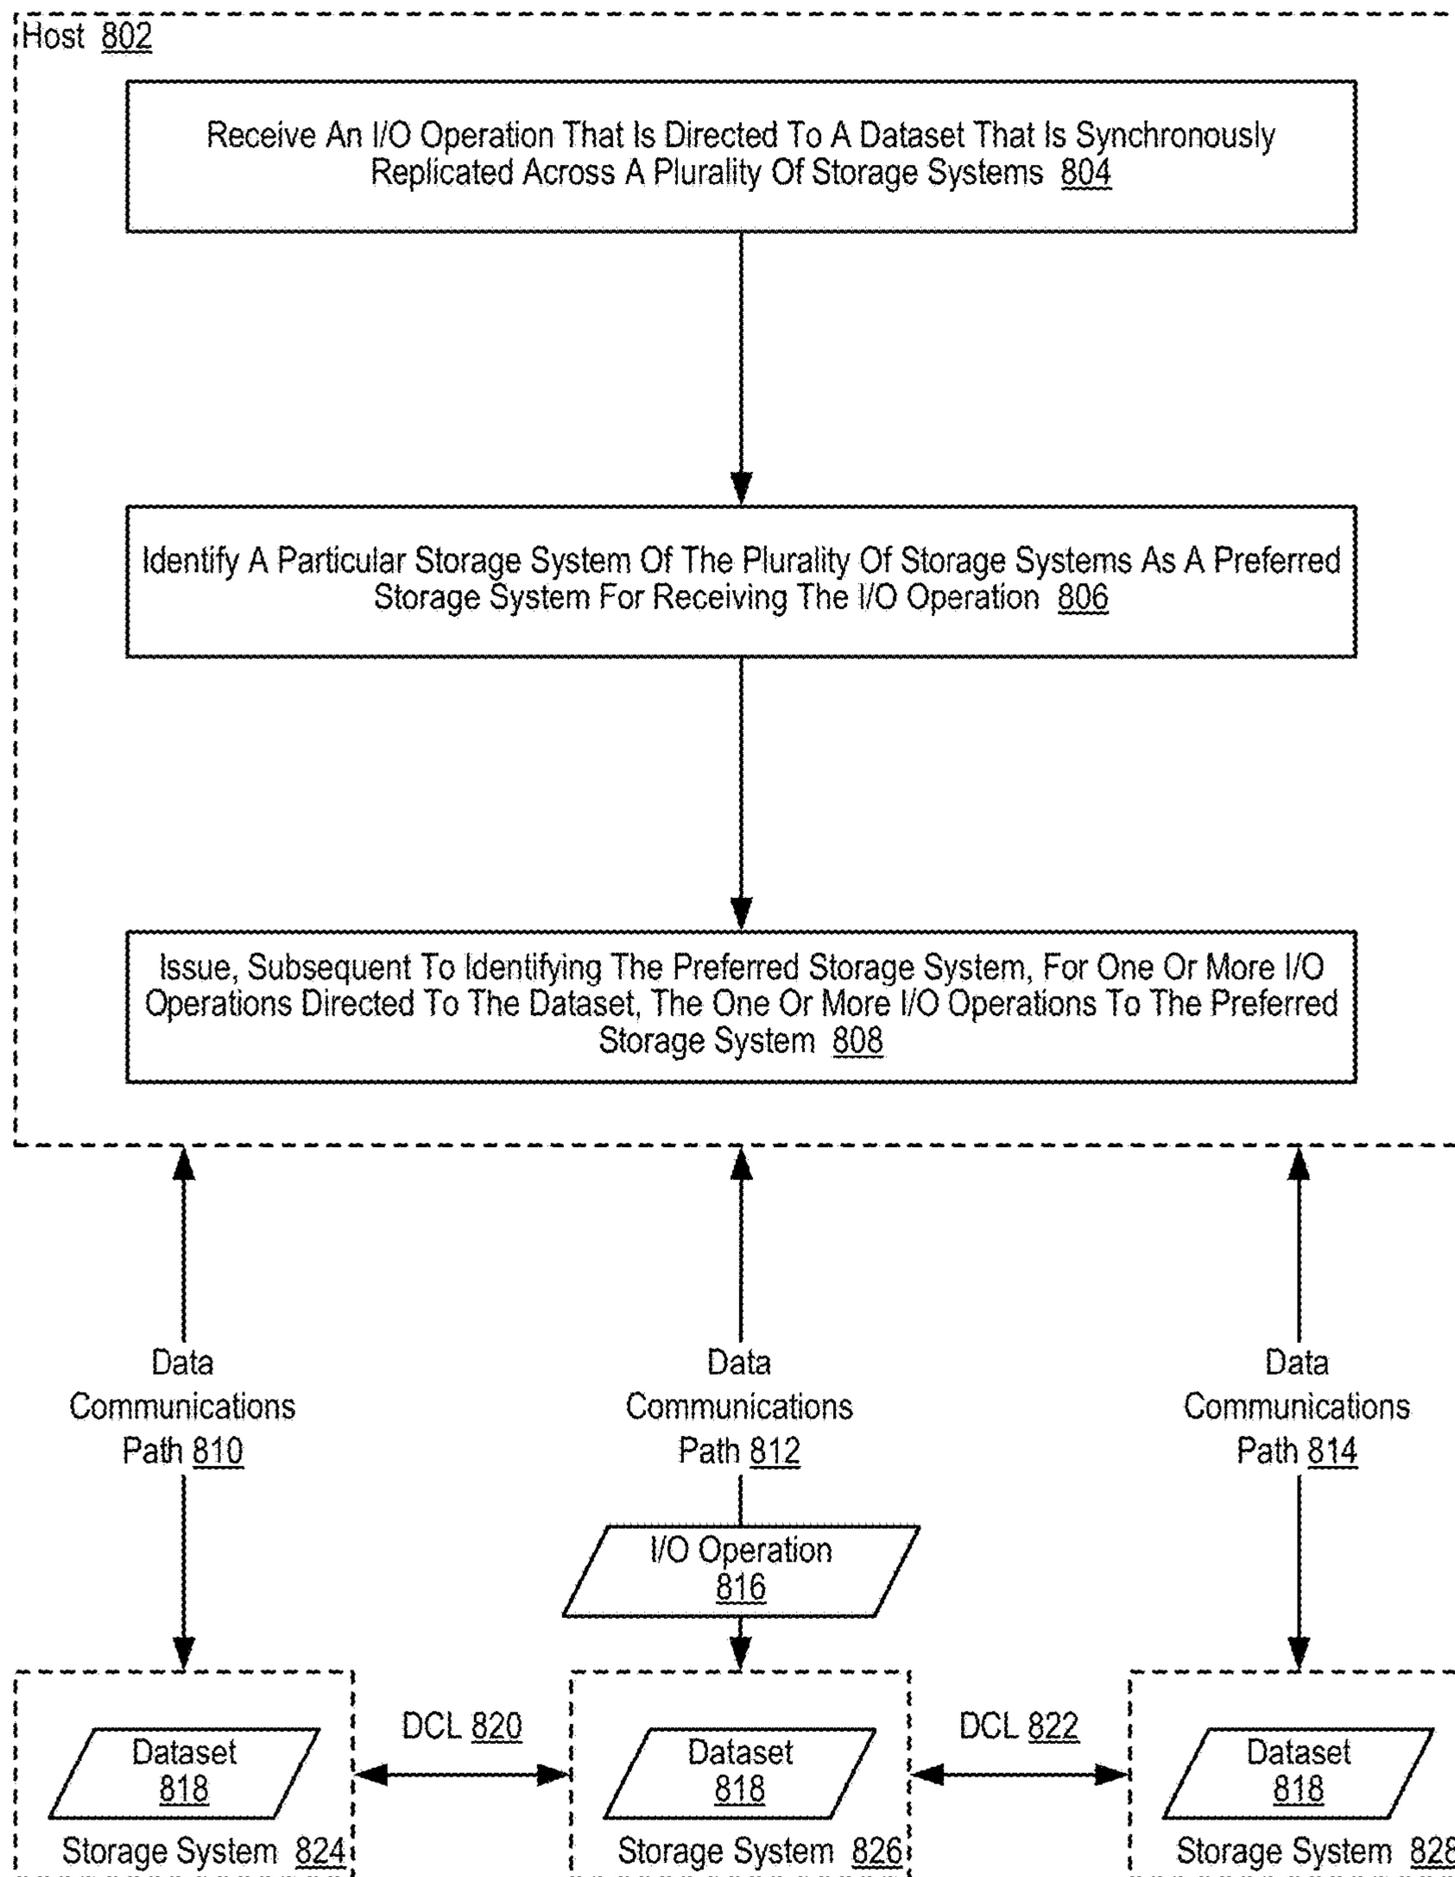 Host 802
Receive An I/O Operation That Is Directed To A Dataset That Is Synchronously
Replicated Across A Plurality Of Storage Systems 804
Identify A Particular Storage System Of The Plurality Of Storage Systems As A Preferred
Storage System For Receiving The I/O Operation 806
Issue, Subsequent To Identifying The Preferred Storage System, For One Or More I/O
Operations Directed To The Dataset, The One Or More I/O Operations To The Preferred
Storage System 808
Data
Communications
Path 810
Data
Communications
Path 812
Data
Communications
Path 814
I/O Operation
816
DCL 820
DCL 822
Dataset
818
Storage System 824
Dataset
818
Storage System 826
Dataset
818
Storage System 828